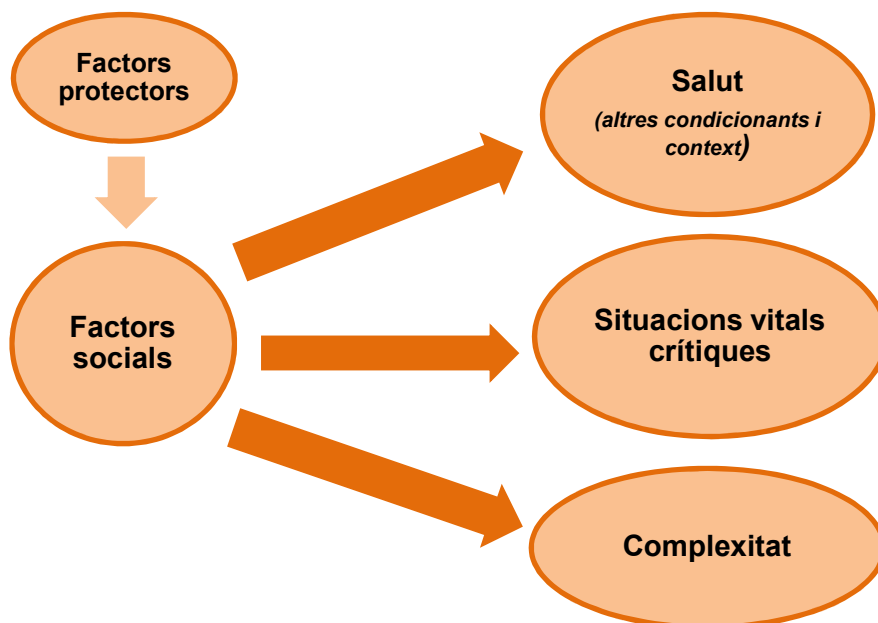 Factors
protectors
Salut
(altres condicionants i
context)
Factors
socials
Situacions vitals
crítiques
Complexitat